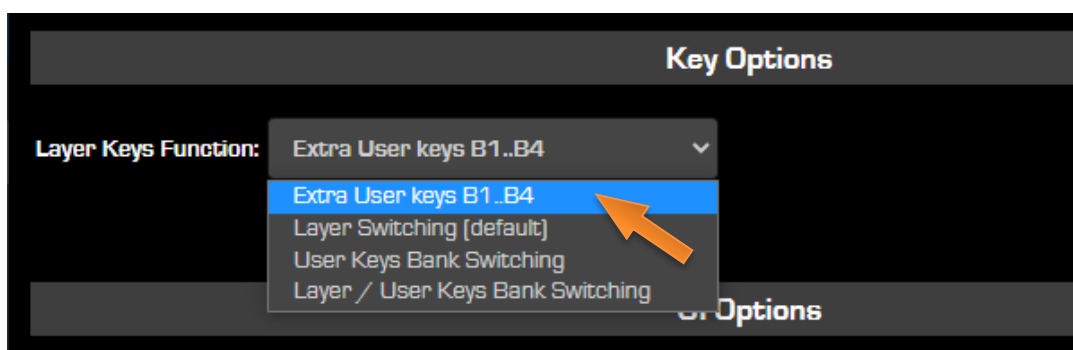 Key Options
Layer Keys Function: Extra User keys B1..B4
Extra User keys B1..B4
Layer Switching (default)
User Keys Bank Switching
Layer / User Keys Bank Switching
Options